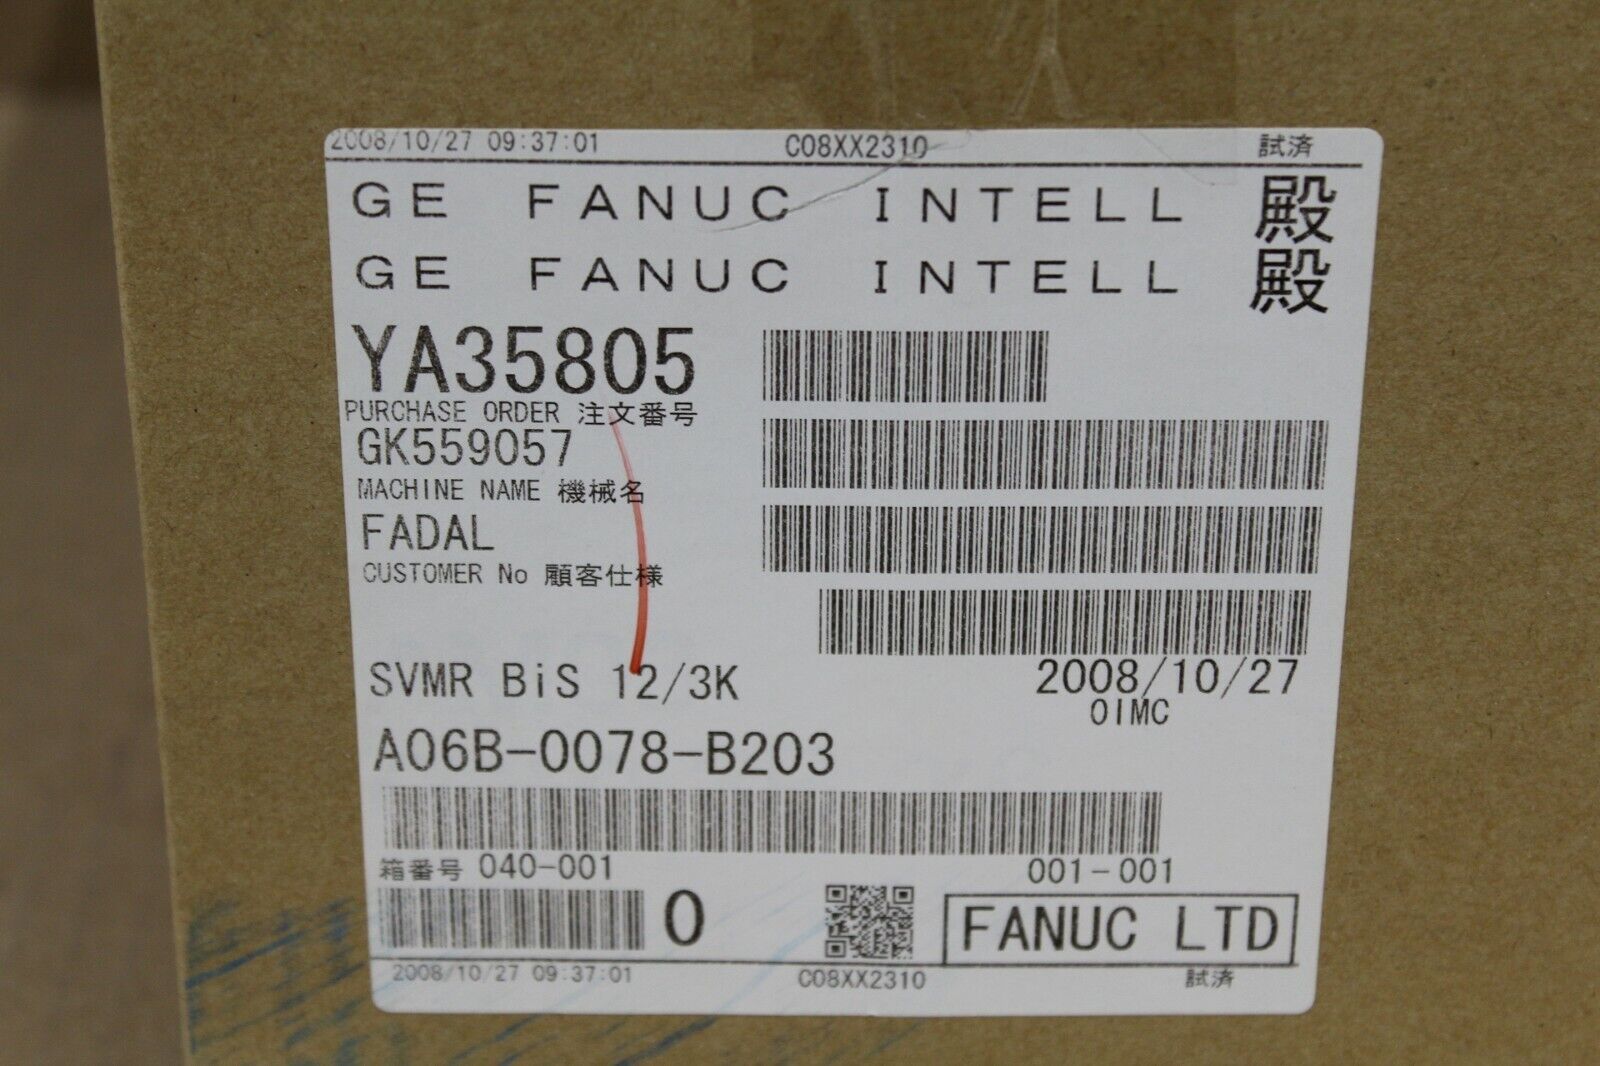 2008/10/27 09:37:01 C08XX2310 試済
GE FANUC INTELL 殿
GE FANUC INTELL 殿
YA35805
PURCHASE ORDER 注文番号
GK559057
MACHINE NAME 機械名
FADAL
CUSTOMER No 顧客仕様
SVMR BiS 12/3K 2008/10/27
OIMC
A06B-0078-B203
箱番号 040-001 001-001
0 FANUC LTD
2008/10/27 09:37:01 C08XX2310 試済